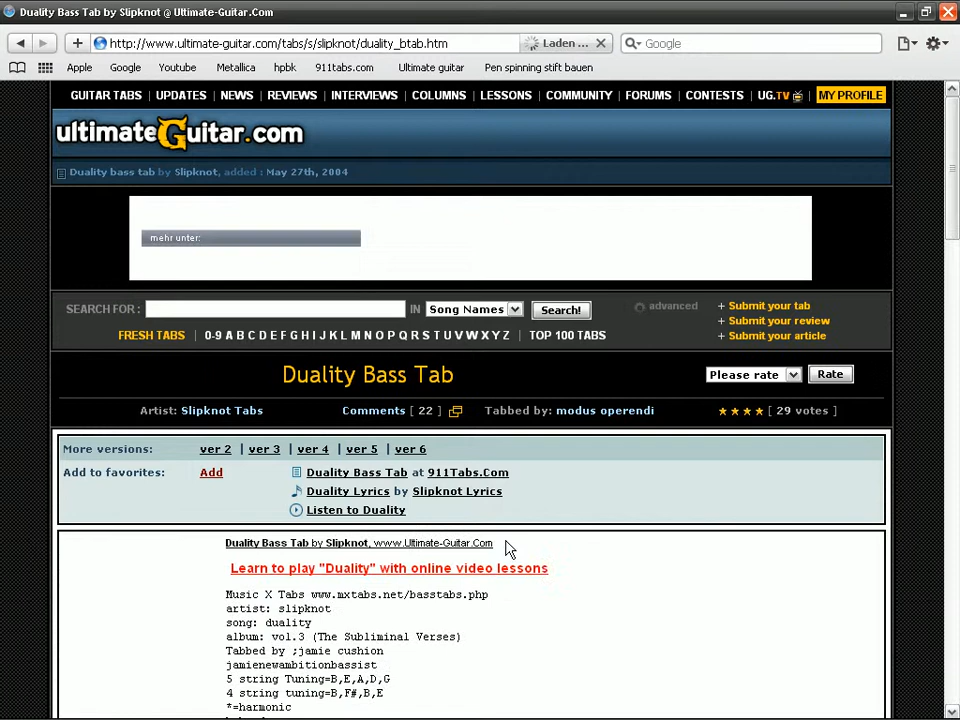 Duality Bass Tab by Slipknot @ Ultimate-Guitar.Com
http://www.ultimate-guitar.com/tabs/s/slipknot/duality_btab.htm Laden ... Google
Apple Google Youtube Metallica hpbk 911tabs.com Ultimate guitar Pen spinning stift bauen
GUITAR TABS | UPDATES | NEWS | REVIEWS | INTERVIEWS | COLUMNS | LESSONS | COMMUNITY | FORUMS | CONTESTS | UG.TV | MY PROFILE
ultimateGuitar.com
Duality bass tab by Slipknot, added : May 27th, 2004
mehr unter:
SEARCH FOR : IN Song Names Search! advanced + Submit your tab
+ Submit your review
FRESH TABS | 0-9 A B C D E F G H I J K L M N O P Q R S T U V W X Y Z | TOP 100 TABS + Submit your article
Duality Bass Tab Please rate Rate
Artist: Slipknot Tabs Comments [ 22 ] Tabbed by: modus operendi ★★★★ [ 29 votes ]
More versions: ver 2 | ver 3 | ver 4 | ver 5 | ver 6
Add to favorites: Add Duality Bass Tab at 911Tabs.Com
Duality Lyrics by Slipknot Lyrics
Listen to Duality
Duality Bass Tab by Slipknot, www.Ultimate-Guitar.Com
Learn to play "Duality" with online video lessons
Music X Tabs www.mxtabs.net/basstabs.php
artist: slipknot
song: duality
album: vol.3 (The Subliminal Verses)
Tabbed by ;jamie cushion
jamienewambitionbassist
5 string Tuning=B,E,A,D,G
4 string tuning=B,F#,B,E
*=harmonic